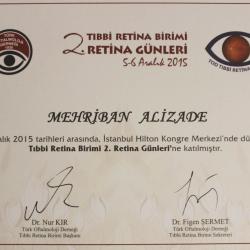 TIBBİ RETİNA BİRİMİ
2. RETİNA GÜNLERİ
5-6 Aralık 2015
TOD TIBBİ RETİNA
MEHRİBAN ALİZADE
alık 2015 tarihleri arasında, İstanbul Hilton Kongre Merkezi'nde dü
Tıbbi Retina Birimi 2. Retina Günleri'ne katılmıştır.
Dr. Nur KIR
Türk Oftalmoloji Derneği
Tıbbi Retina Birimi Başkanı
Dr. Figen ŞERMET
Türk Oftalmoloji Derneği
Tıbbi Retina Birimi Sekreteri